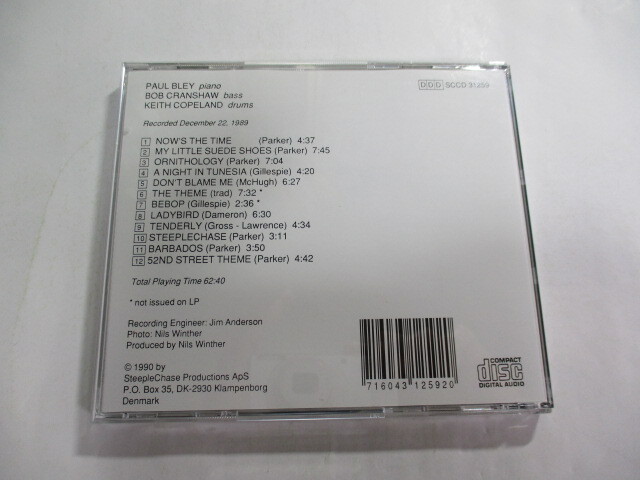 PAUL BLEY piano
BOB CRANSHAW bass
KEITH COPELAND drums
DDD SCCD 31259
Recorded December 22, 1989
1 NOW'S THE TIME (Parker) 4:37
2 MY LITTLE SUEDE SHOES (Parker) 7:45
3 ORNITHOLOGY (Parker) 7:04
4 A NIGHT IN TUNESIA (Gillespie) 4:20
5 DON'T BLAME ME (McHugh) 6:27
6 THE THEME (trad) 7:32 *
7 BEBOP (Gillespie) 2:36 *
8 LADYBIRD (Dameron) 6:30
9 TENDERLY (Gross - Lawrence) 4:34
10 STEEPLECHASE (Parker) 3:11
11 BARBADOS (Parker) 3:50
12 52ND STREET THEME (Parker) 4:42
Total Playing Time 62:40
* not issued on LP
Recording Engineer: Jim Anderson
Photo: Nils Winther
Produced by Nils Winther
© 1990 by
SteepleChase Productions ApS
P.O. Box 35, DK-2930 Klampenborg
Denmark
716043 125920
COMPACT
disc
DIGITAL AUDIO